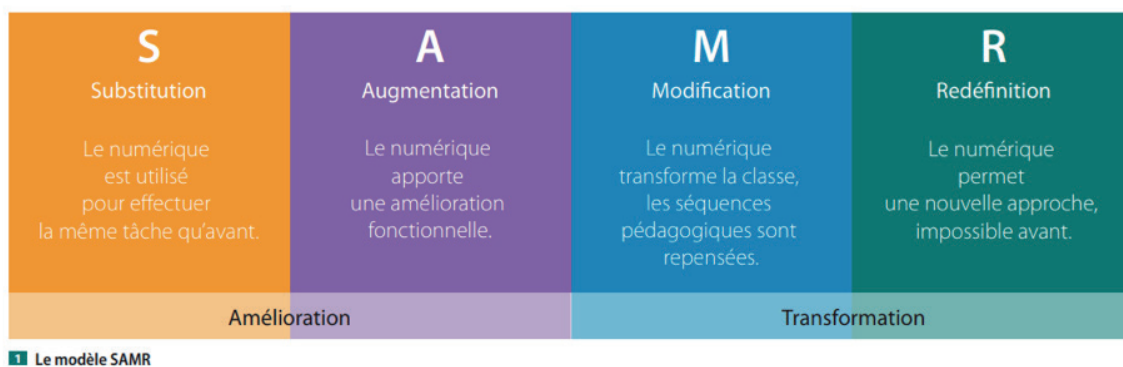 S
Substitution
Le numérique
est utilisé
pour effectuer
la même tâche qu'avant.
A
Augmentation
Le numérique
apporte
une amélioration
fonctionnelle.
M
Modification
Le numérique
transforme la classe,
les séquences
pédagogiques sont
repensées.
R
Redéfinition
Le numérique
permet
une nouvelle approche,
impossible avant.
Amélioration
Transformation
1 Le modèle SAMR